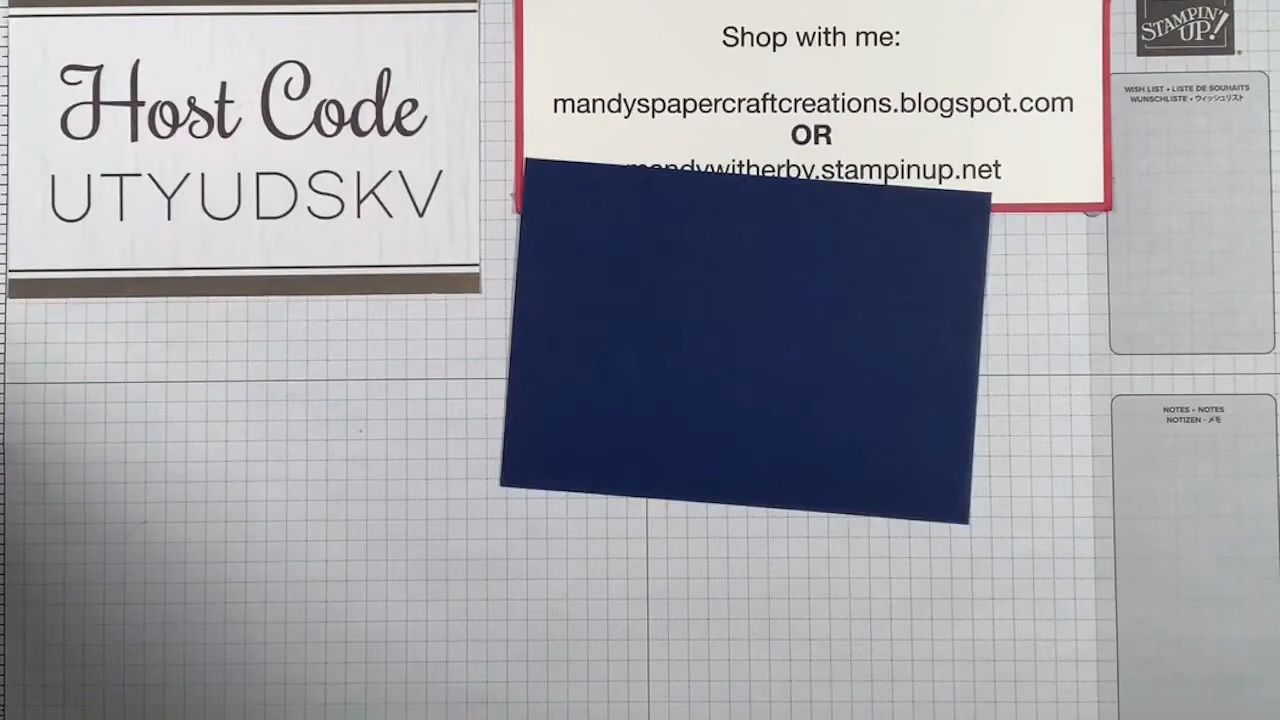 Host Code
UTYUDSKV
Shop with me:
mandyspapercraftcreations.blogspot.com
OR
mandywitherby.stampinup.net
STAMPIN'
UP!
WISH LIST • LISTE DE SOUHAITS
WUNSCHLISTE • ウィッシュリスト
NOTES • NOTES
NOTIZEN • メモ